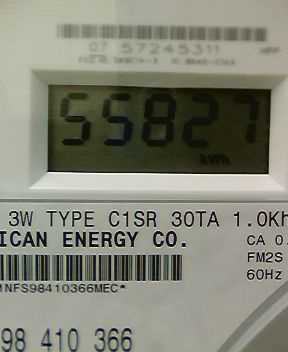 07 57245311
55827
kWh
3W TYPE C1SR 30TA 1.0Kh
ICAN ENERGY CO.
CA 0.
FM2S
60Hz
MNFS98410366MEC*
98 410 366